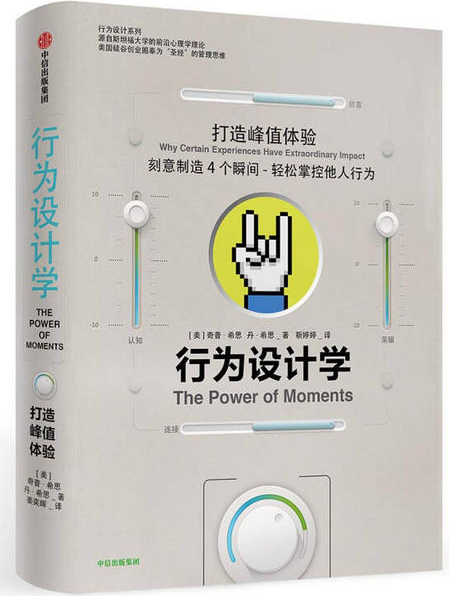 中信出版集团
行为设计学
THE
POWER
OF
MOMENTS
打造
峰值
体验
[美]
奇普·希思
丹·希思_著
姜奕晖_译
行为设计系列
源自斯坦福大学的前沿心理学理论
美国硅谷创业圈奉为“圣经”的管理思维
欣喜
打造峰值体验
Why Certain Experiences Have Extraordinary Impact
刻意制造4个瞬间-轻松掌控他人行为
10
0
-10
认知
10
0
-10
荣耀
[美]奇普·希思 丹·希思_著 靳婷婷_译
行为设计学
The Power of Moments
连接
中信出版集团